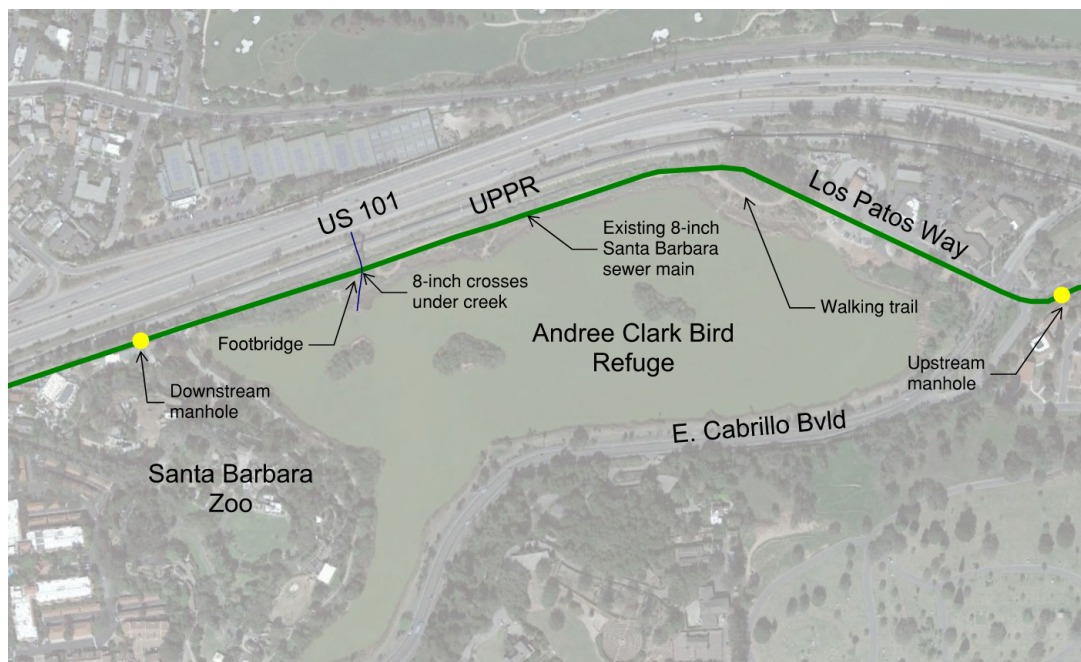 US 101
UPPR
Los Patos Way
Existing 8-inch
Santa Barbara
sewer main
8-inch crosses
under creek
Walking trail
Footbridge
Andree Clark Bird
Refuge
Upstream
manhole
Downstream
manhole
E. Cabrillo Bvld
Santa Barbara
Zoo